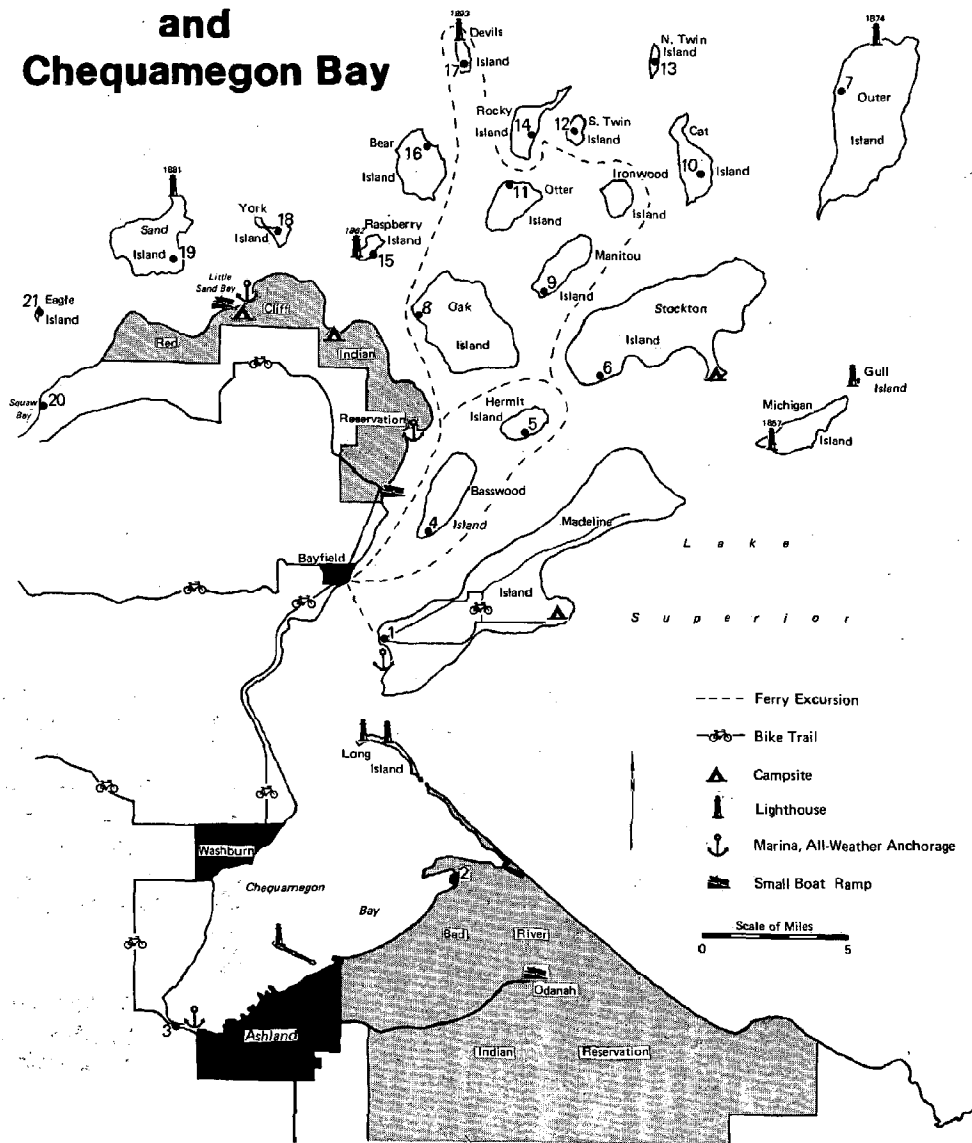 and
Chequamegon Bay
1893
Devils
Island
17
N. Twin
Island
13
1874
7
Outer
Island
Rocky
Island
14
12
S. Twin
Island
Cat
Island
10
Bear
Island
16
11
Otter
Island
Ironwood
Island
1881
Sand
Island
19
York
Island
18
Raspberry
Island
15
Manitou
Island
9
Little
Sand Bay
21
Eagle
Island
Red
Cliff
Indian
Reservation
8
Oak
Island
Stockton
Island
6
Gull
Island
Michigan
Island
1857
Squaw
Bay
20
Hermit
Island
5
Basswood
Island
4
Madeline
Island
Bayfield
1
Lake
Superior
Long
Island
Ferry Excursion
Bike Trail
Campsite
Lighthouse
Marina, All-Weather Anchorage
Small Boat Ramp
Scale of Miles
0
5
Washburn
Chequamegon
Bay
2
Bad
River
Odanah
3
Ashland
Indian
Reservation